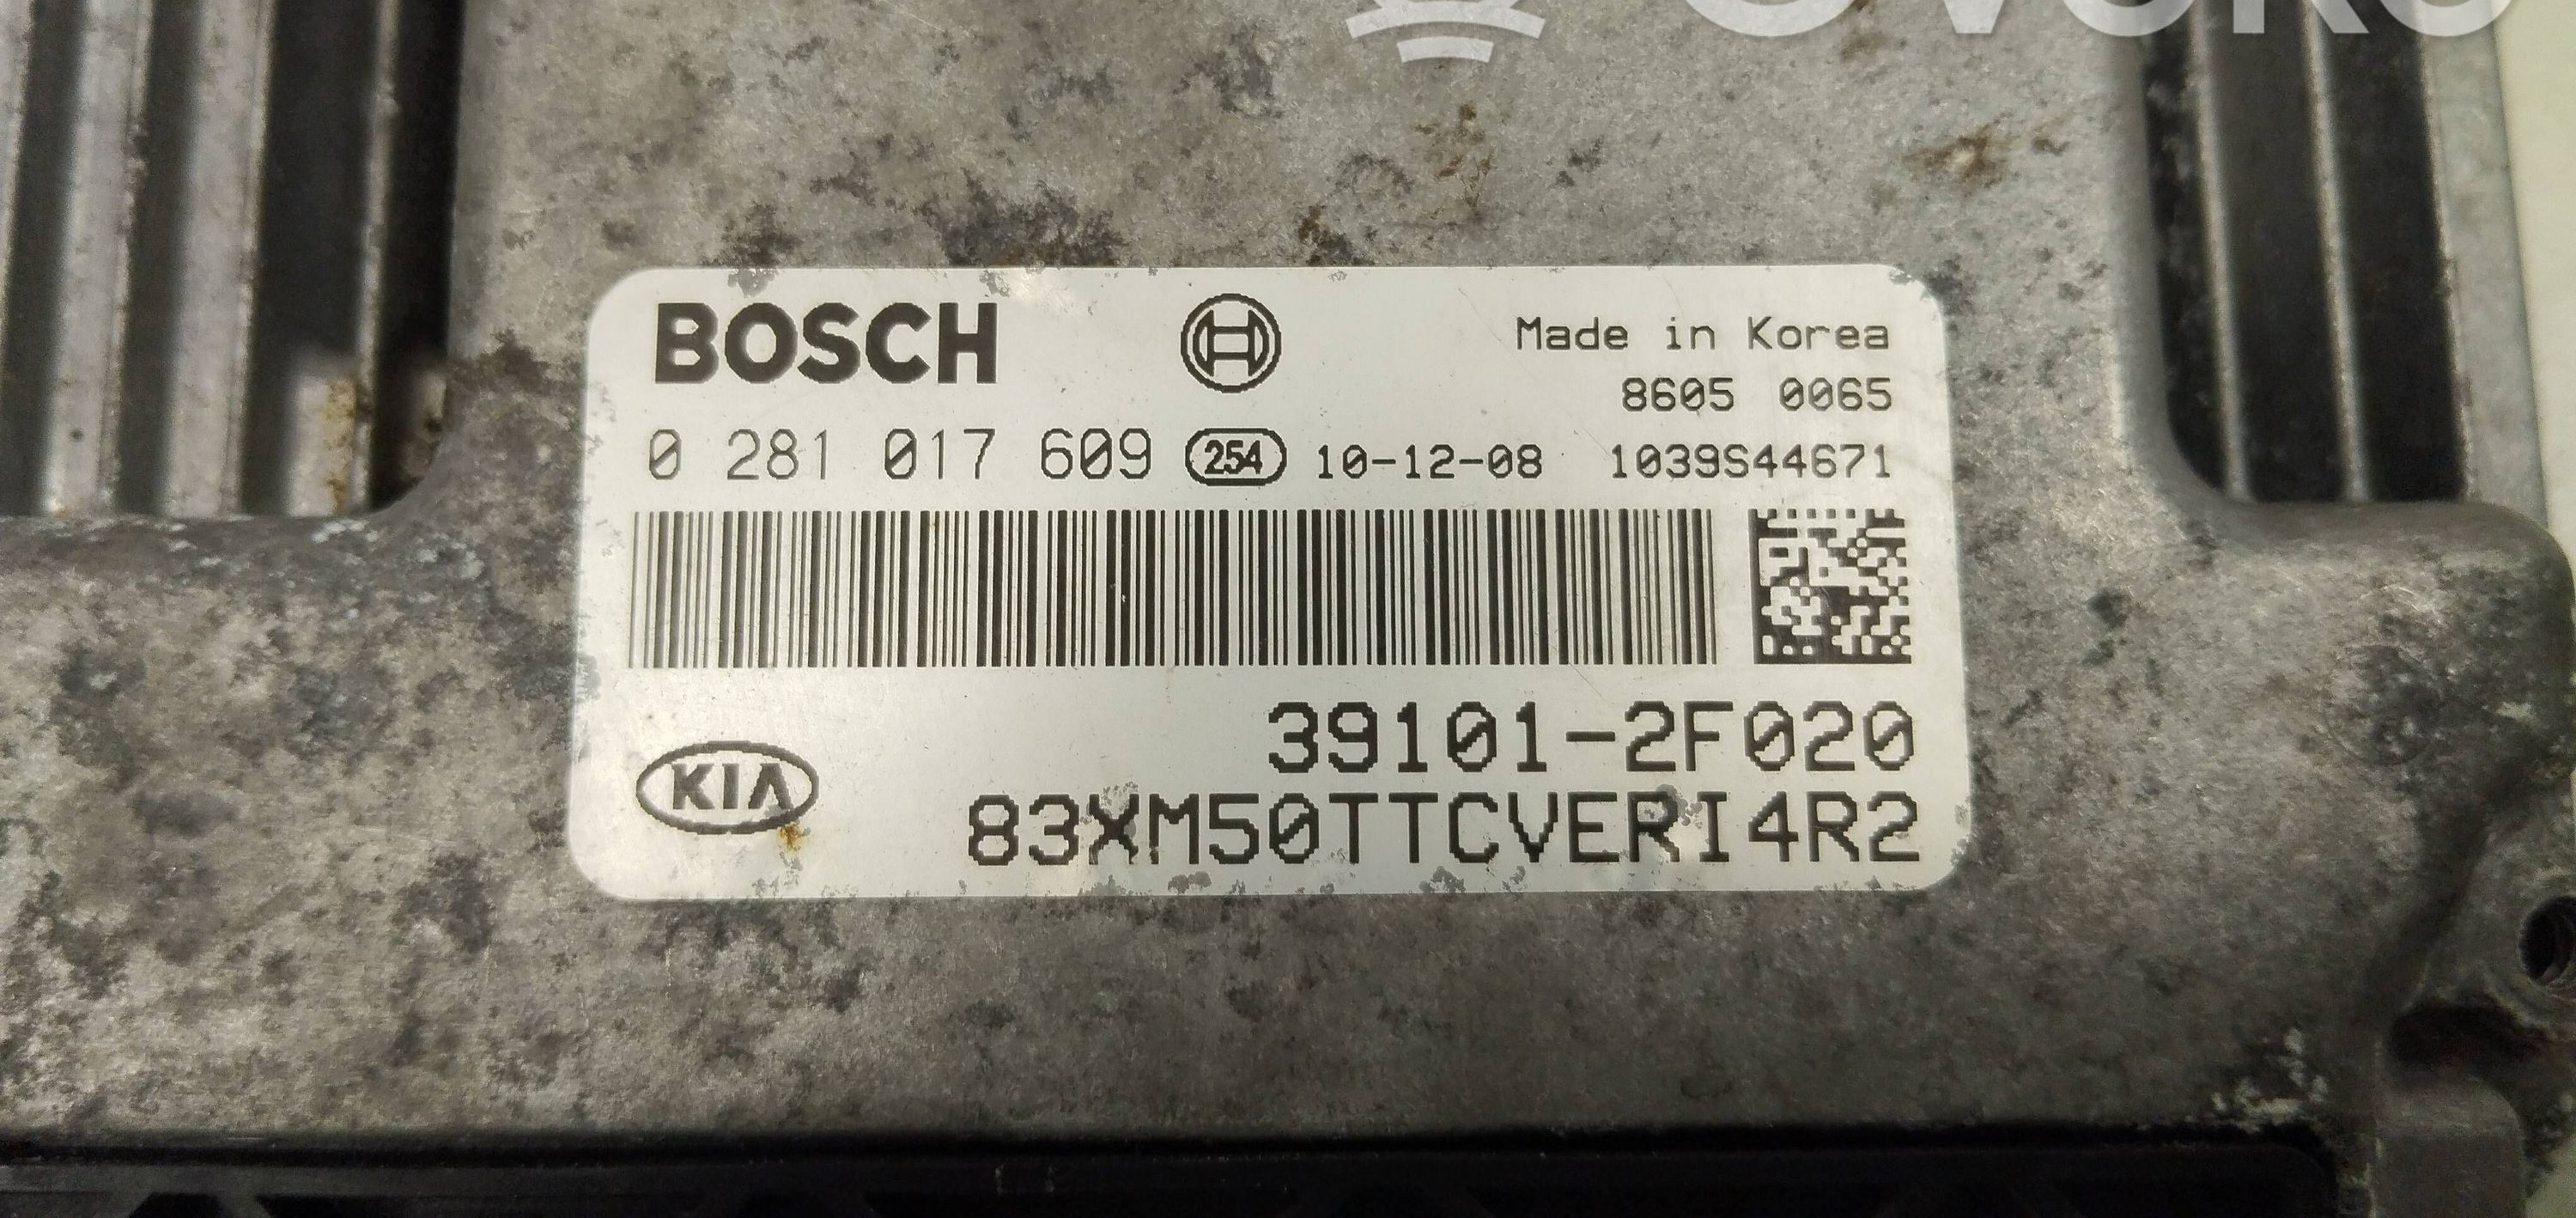 OVOKO
BOSCH
Made in Korea
8605 0065
0 281 017 609 254 10-12-08 1039S44671
39101-2F020
KIA
83XM50TTCVERI4R2